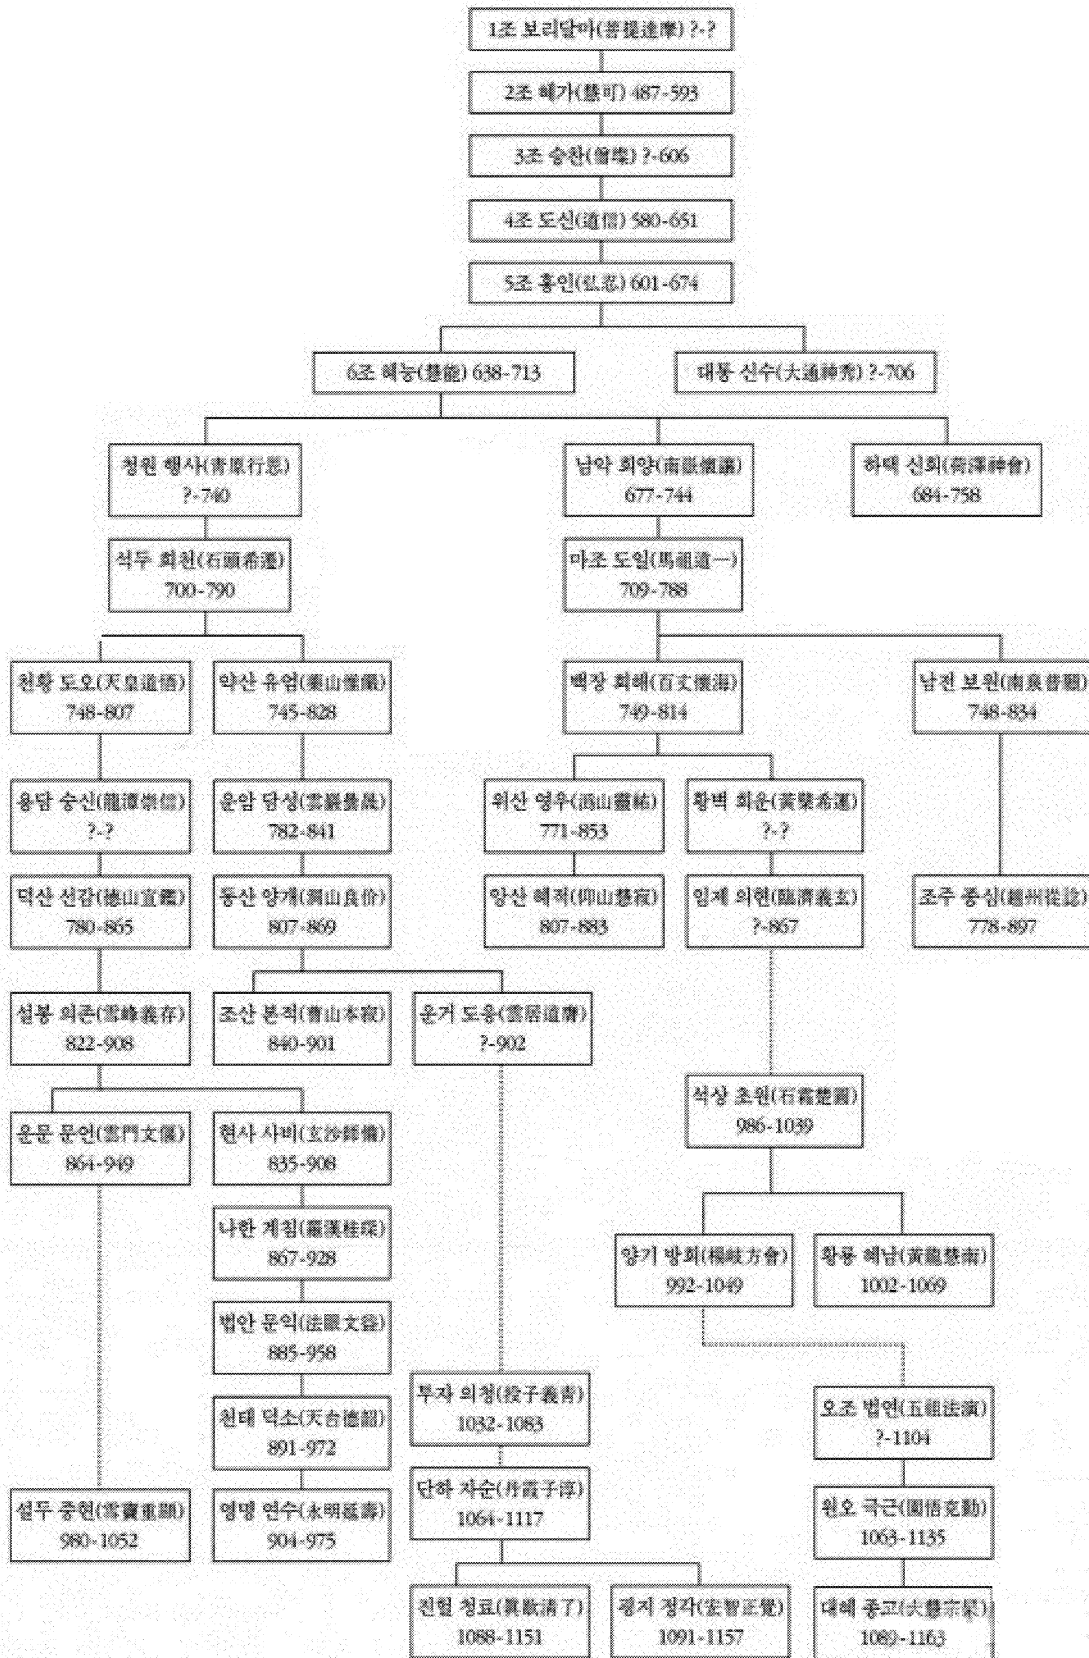 1조 보리달마(菩提達摩) ?-?
2조 혜가(慧可) 487-593
3조 승찬(僧璨) ?-606
4조 도신(道信) 580-651
5조 홍인(弘忍) 601-674
6조 혜능(慧能) 638-713
대통 신수(大通神秀) ?-706
청원 행사(靑原行思)
?-740
남악 회양(南嶽懷讓)
677-744
하택 신회(荷澤神會)
684-758
석두 희천(石頭希遷)
700-790
마조 도일(馬祖道一)
709-788
천황 도오(天皇道悟)
748-807
약산 유엄(藥山惟儼)
745-828
백장 회해(百丈懷海)
749-814
남전 보원(南泉普願)
748-834
용담 숭신(龍潭崇信)
?-?
운암 담성(雲巖曇晟)
782-841
위산 영우(潙山靈祐)
771-853
황벽 희운(黃檗希運)
?-?
덕산 선감(德山宣鑑)
780-865
동산 양개(洞山良价)
807-869
앙산 혜적(仰山慧寂)
807-883
임제 의현(臨濟義玄)
?-867
조주 종심(趙州從諗)
778-897
설봉 의존(雪峰義存)
822-908
조산 본적(曹山本寂)
840-901
운거 도응(雲居道膺)
?-902
석상 초원(石霜楚圓)
986-1039
운문 문언(雲門文偃)
864-949
현사 사비(玄沙師備)
835-908
나한 계침(羅漢桂琛)
867-928
양기 방회(楊岐方會)
992-1049
황룡 혜남(黃龍慧南)
1002-1069
법안 문익(法眼文益)
885-958
투자 의청(投子義靑)
1032-1083
오조 법연(五祖法演)
?-1104
천태 덕소(天台德韶)
891-972
단하 자순(丹霞子淳)
1064-1117
설두 중현(雪竇重顯)
980-1052
영명 연수(永明延壽)
904-975
원오 극근(圜悟克勤)
1063-1135
진헐 청료(眞歇淸了)
1088-1151
굉지 정각(宏智正覺)
1091-1157
대혜 종고(大慧宗杲)
1089-1163